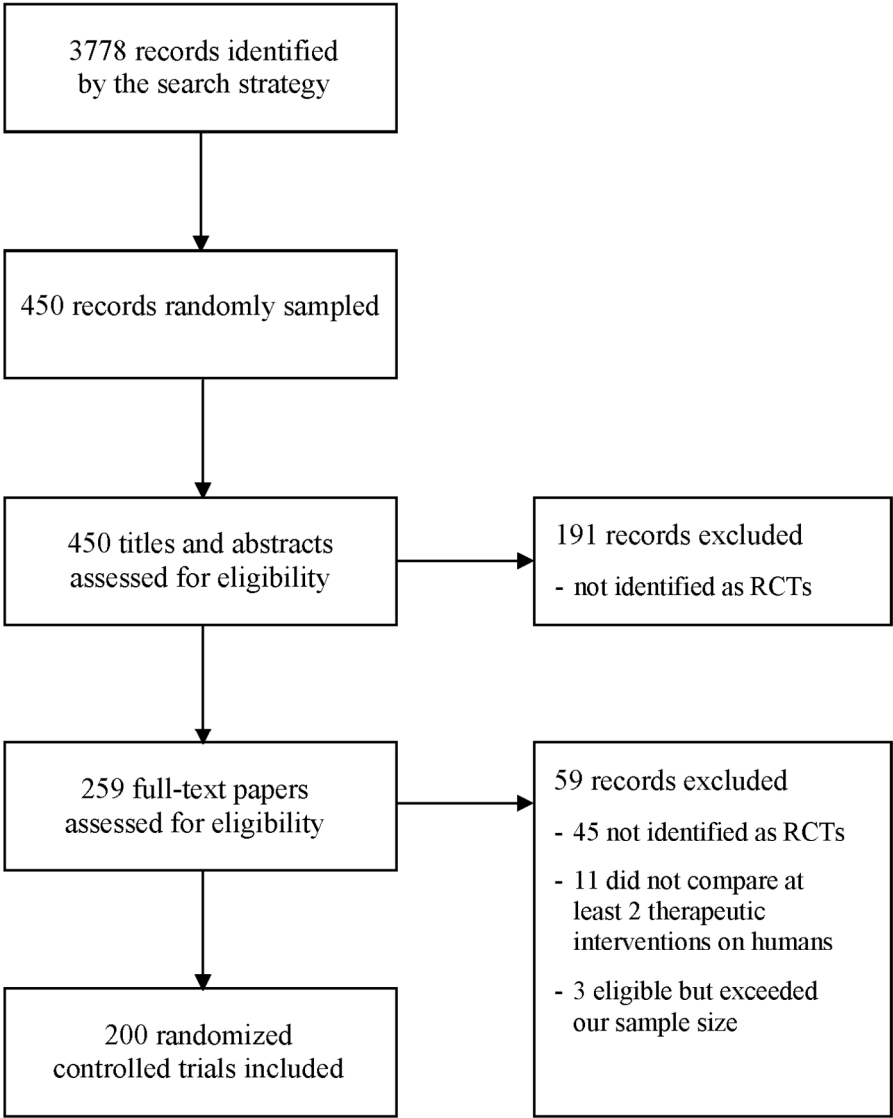 3778 records identified
by the search strategy
450 records randomly sampled
450 titles and abstracts
assessed for eligibility
191 records excluded
- not identified as RCTs
259 full-text papers
assessed for eligibility
59 records excluded
- 45 not identified as RCTs
- 11 did not compare at
least 2 therapeutic
interventions on humans
- 3 eligible but exceeded
our sample size
200 randomized
controlled trials included